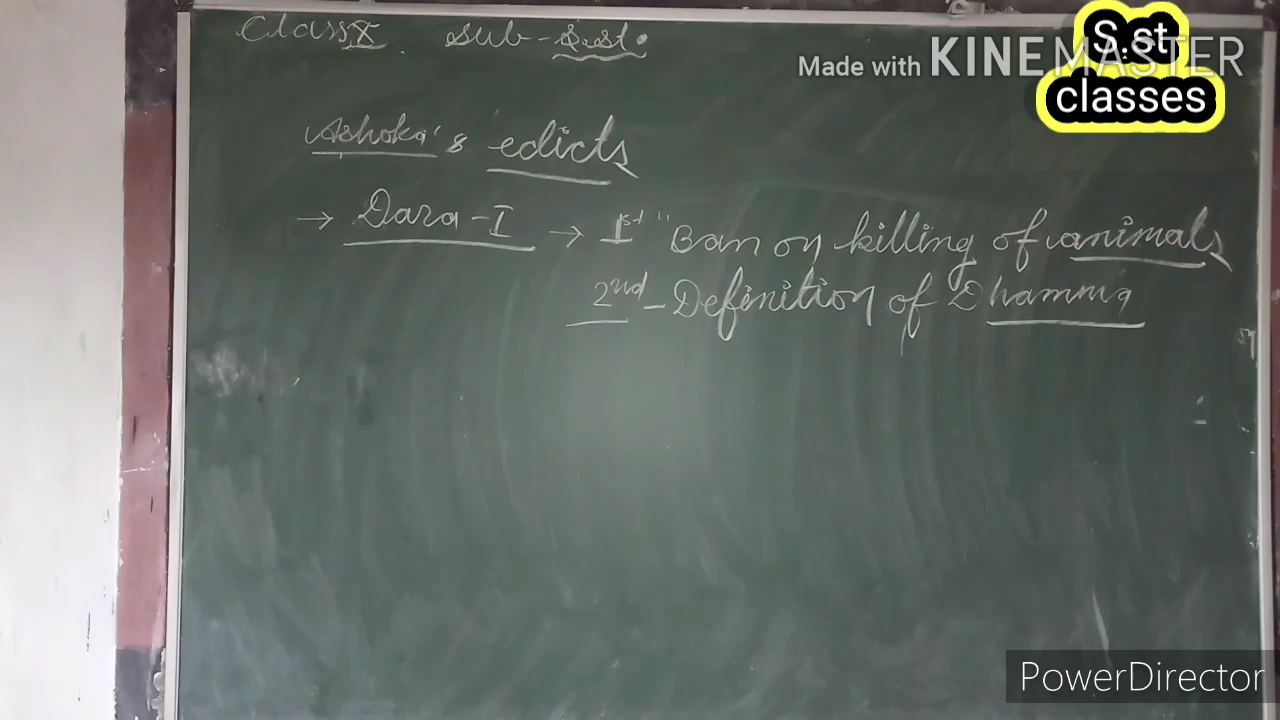 Class X. Sub-S.st.
S.st classes
Made with KINEMASTER
Ashoka's edicts
→ Dara-I → 1st "Ban on killing of animals
2nd - Definition of Dhamma
PowerDirector